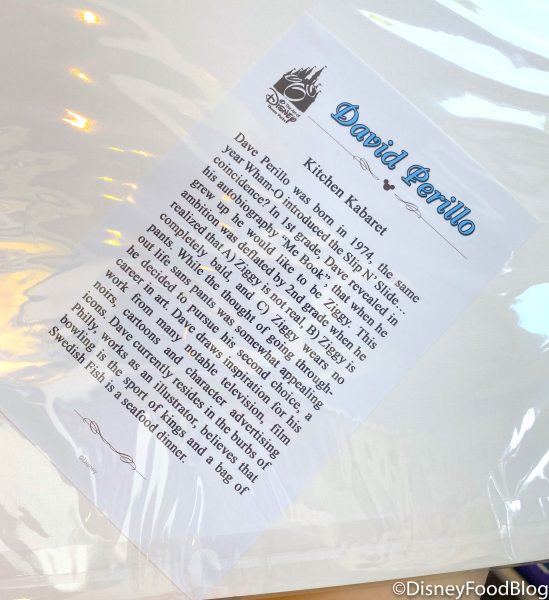 The Art of
Disney
David Perillo
Kitchen Kabaret
Dave Perillo was born in 1974, the same
year Wham-O introduced the Slip N' Slide...
coincidence? In 1st grade, Dave revealed in
his autobiography "Me Book", that when he
grew up he would like to be Ziggy. This
ambition was deflated by 2nd grade when he
realized that A) Ziggy is not real, B) Ziggy is
completely bald, and C) Ziggy wears no
pants. While the thought of going through-
out life sans pants was somewhat appealing
he decided to pursue his second choice, a
career in art. Dave draws inspiration for his
work from many notable television, film
noirs, cartoons and character advertising
icons. Dave currently resides in the burbs of
Philly, works as an illustrator, believes that
bowling is the sport of kings and a bag of
Swedish Fish is a seafood dinner.
©Disney
©DisneyFoodBlog